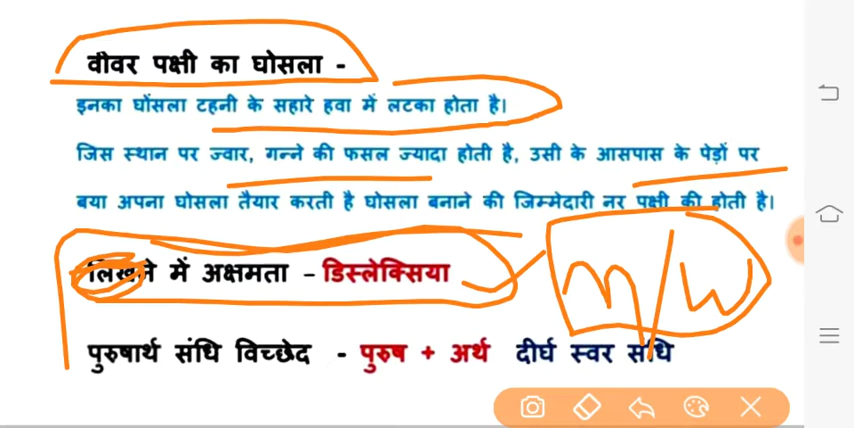 वीवर पक्षी का घोसला -
इनका घोंसला टहनी के सहारे हवा में लटका होता है।
जिस स्थान पर ज्वार, गन्ने की फसल ज्यादा होती है, उसी के आसपास के पेड़ों पर
बया अपना घोसला तैयार करती है घोसला बनाने की जिम्मेदारी नर पक्षी की होती है।
लिखने में अक्षमता - डिस्लेक्सिया
m/w
पुरुषार्थ संधि विच्छेद - पुरुष + अर्थ दीर्घ स्वर संधि